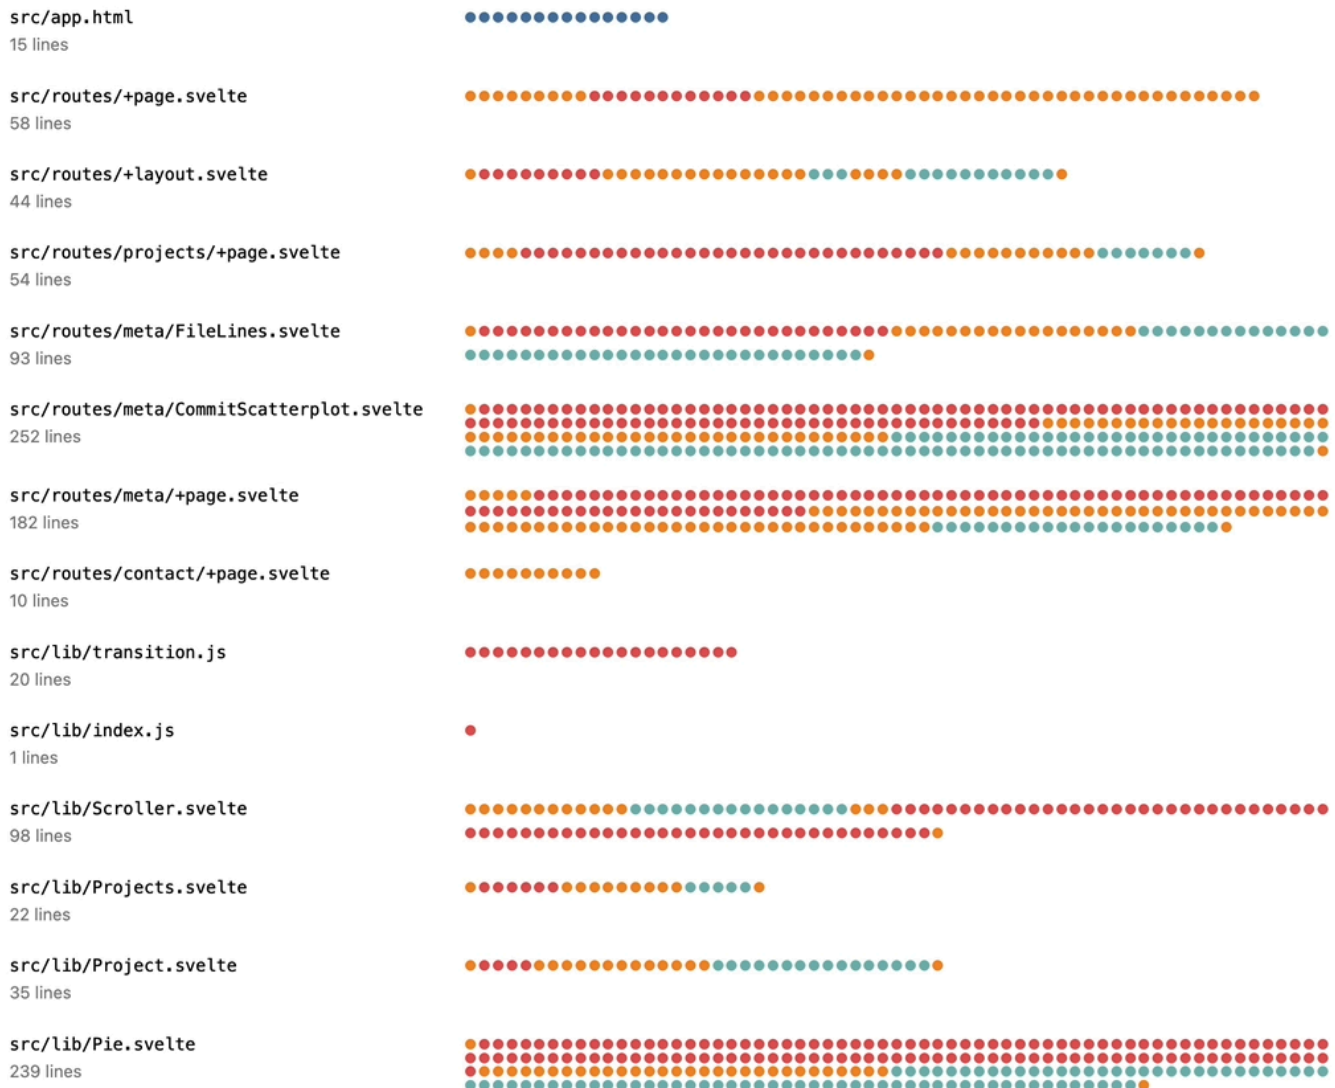 src/app.html
15 lines
src/routes/+page.svelte
58 lines
src/routes/+layout.svelte
44 lines
src/routes/projects/+page.svelte
54 lines
src/routes/meta/FileLines.svelte
93 lines
src/routes/meta/CommitScatterplot.svelte
252 lines
src/routes/meta/+page.svelte
182 lines
src/routes/contact/+page.svelte
10 lines
src/lib/transition.js
20 lines
src/lib/index.js
1 lines
src/lib/Scroller.svelte
98 lines
src/lib/Projects.svelte
22 lines
src/lib/Project.svelte
35 lines
src/lib/Pie.svelte
239 lines